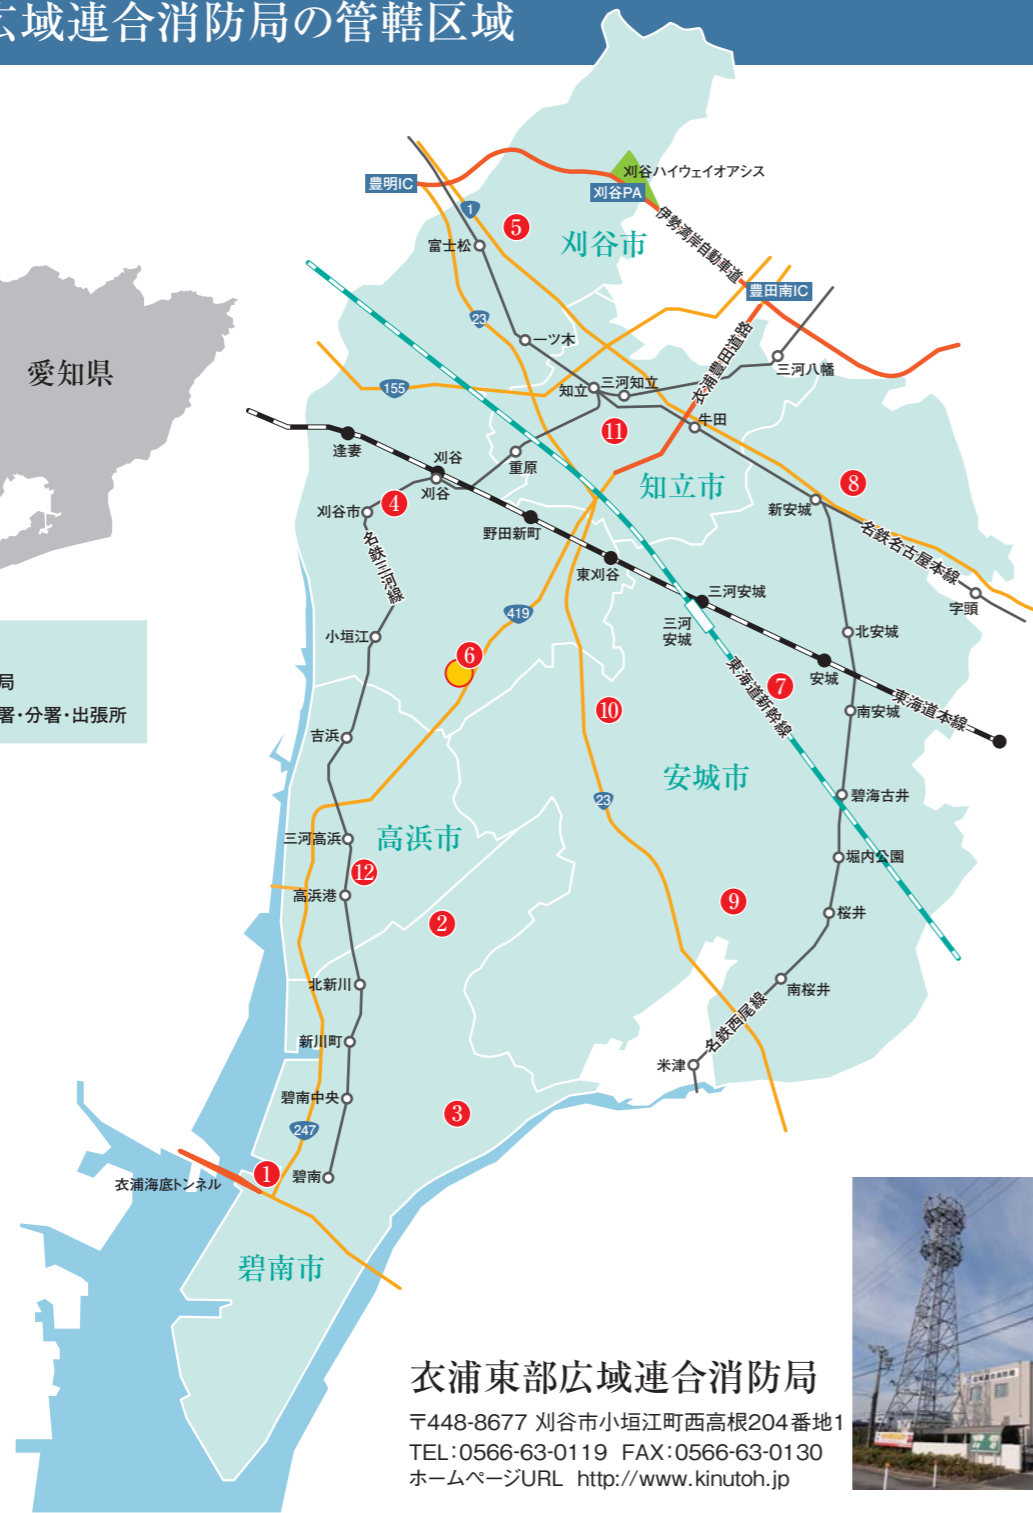 広域連合消防局の管轄区域
愛知県
局
署・分署・出張所
豊明IC
刈谷ハイウェイオアシス
刈谷PA
伊勢湾岸自動車道
1
5
富士松
刈谷市
豊田南IC
23
一ツ木
衣浦豊田道路
三河八幡
155
知立
三河知立
牛田
11
逢妻
刈谷
刈谷
重原
知立市
8
刈谷市
4
野田新町
新安城
名鉄名古屋本線
名鉄三河線
東刈谷
三河安城
宇頭
419
三河
安城
小垣江
北安城
6
東海道新幹線
7
安城
東海道本線
10
南安城
吉浜
安城市
23
碧海古井
三河高浜
高浜市
堀内公園
12
高浜港
9
桜井
2
北新川
南桜井
新川町
名鉄西尾線
米津
碧南中央
3
247
1
碧南
衣浦海底トンネル
碧南市
衣浦東部広域連合消防局
〒448-8677 刈谷市小垣江町西高根204番地1
TEL:0566-63-0119 FAX:0566-63-0130
ホームページURL http://www.kinutoh.jp